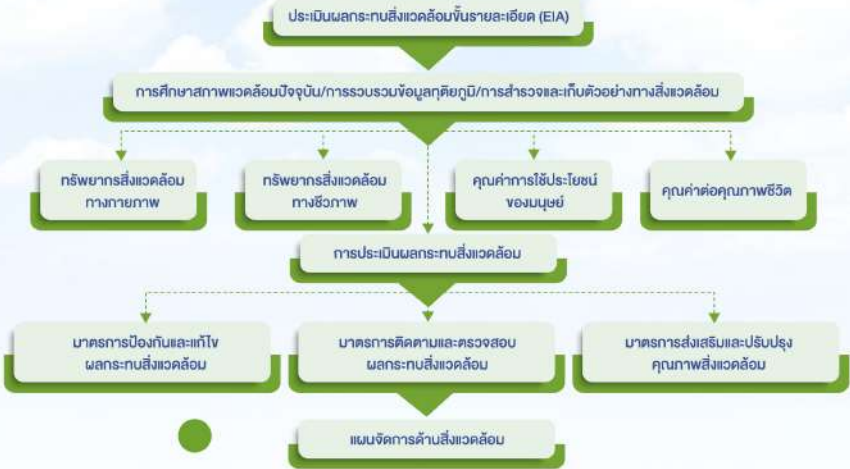 ประเมินผลกระทบสิ่งแวดล้อมขั้นรายละเอียด (EIA)
การศึกษาสภาพแวดล้อมปัจจุบัน/การรวบรวมข้อมูลทุติยภูมิ/การสำรวจและเก็บตัวอย่างทางสิ่งแวดล้อม
ทรัพยากรสิ่งแวดล้อม
ทางกายภาพ
ทรัพยากรสิ่งแวดล้อม
ทางชีวภาพ
คุณค่าการใช้ประโยชน์
ของมนุษย์
คุณค่าต่อคุณภาพชีวิต
การประเมินผลกระทบสิ่งแวดล้อม
มาตรการป้องกันและแก้ไข
ผลกระทบสิ่งแวดล้อม
มาตรการติดตามและตรวจสอบ
ผลกระทบสิ่งแวดล้อม
มาตรการส่งเสริมและปรับปรุง
คุณภาพสิ่งแวดล้อม
แผนจัดการด้านสิ่งแวดล้อม